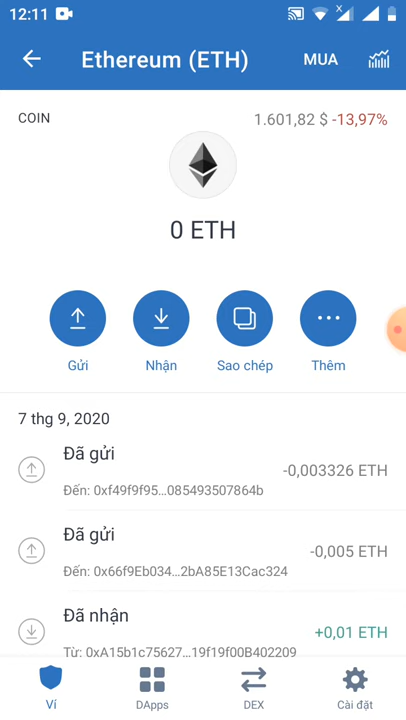 12:11
Ethereum (ETH)
MUA
COIN
1.601,82 $ -13,97%
0 ETH
Gửi
Nhận
Sao chép
Thêm
7 thg 9, 2020
Đã gửi
-0,003326 ETH
Đến: 0xf49f9f95...085493507864b
Đã gửi
-0,005 ETH
Đến: 0x66f9Eb034...2bA85E13Cac324
Đã nhận
+0,01 ETH
Từ: 0xA15b1c75627...19f19f00B402209
Ví
DApps
DEX
Cài đặt